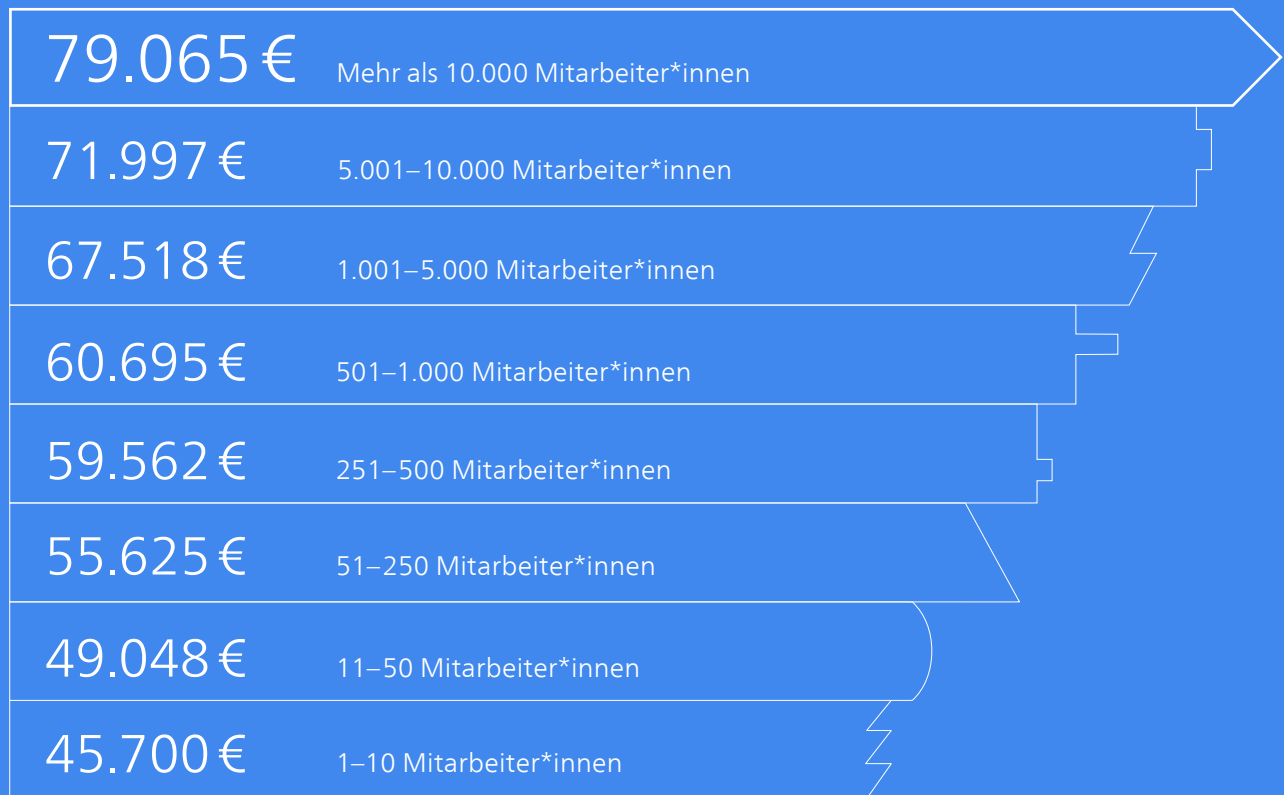 79.065 € Mehr als 10.000 Mitarbeiter*innen
71.997 € 5.001–10.000 Mitarbeiter*innen
67.518 € 1.001–5.000 Mitarbeiter*innen
60.695 € 501–1.000 Mitarbeiter*innen
59.562 € 251–500 Mitarbeiter*innen
55.625 € 51–250 Mitarbeiter*innen
49.048 € 11–50 Mitarbeiter*innen
45.700 € 1–10 Mitarbeiter*innen